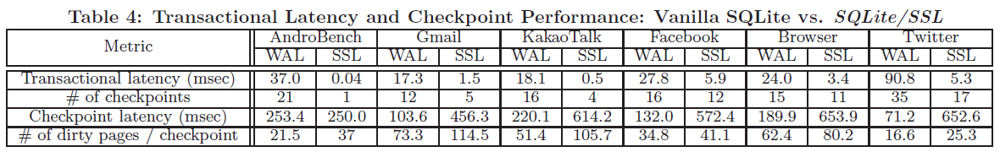 Table 4: Transactional Latency and Checkpoint Performance: Vanilla SQLite vs. SQLite/SSL
Metric AndroBench Gmail KakaoTalk Facebook Browser Twitter
WAL SSL WAL SSL WAL SSL WAL SSL WAL SSL WAL SSL
Transactional latency (msec) 37.0 0.04 17.3 1.5 18.1 0.5 27.8 5.9 24.0 3.4 90.8 5.3
# of checkpoints 21 1 12 5 16 4 16 12 15 11 35 17
Checkpoint latency (msec) 253.4 250.0 103.6 456.3 220.1 614.2 132.0 572.4 189.9 653.9 71.2 652.6
# of dirty pages / checkpoint 21.5 37 73.3 114.5 51.4 105.7 34.8 41.1 62.4 80.2 16.6 25.3